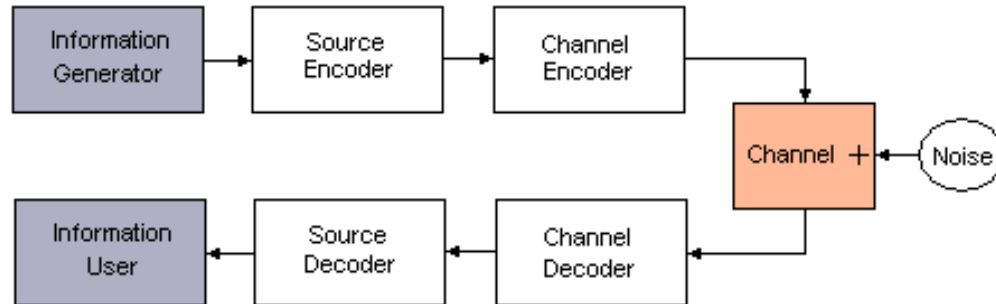 Information
Generator
Source
Encoder
Channel
Encoder
Channel +
Noise
Information
User
Source
Decoder
Channel
Decoder